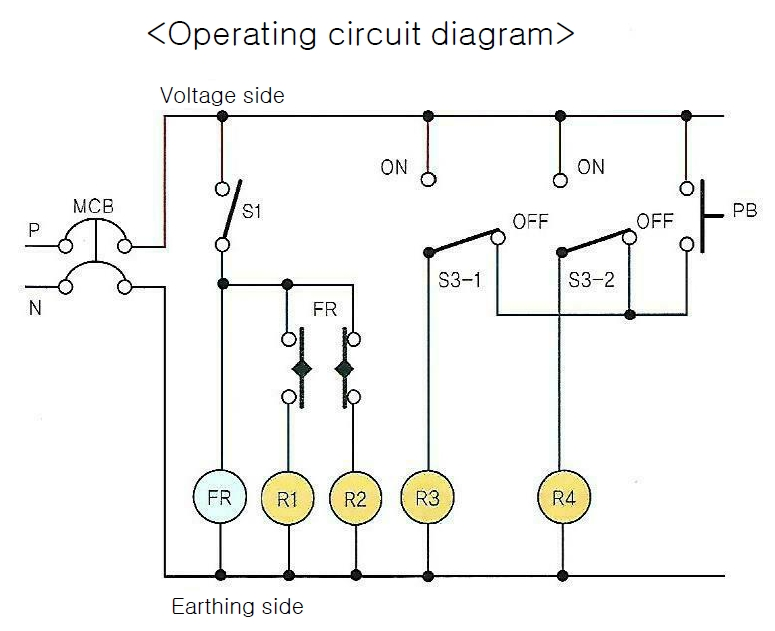 <Operating circuit diagram>
Voltage side
ON
ON
MCB
S1
OFF
OFF
PB
P
S3-1
S3-2
N
FR
FR
R1
R2
R3
R4
Earthing side